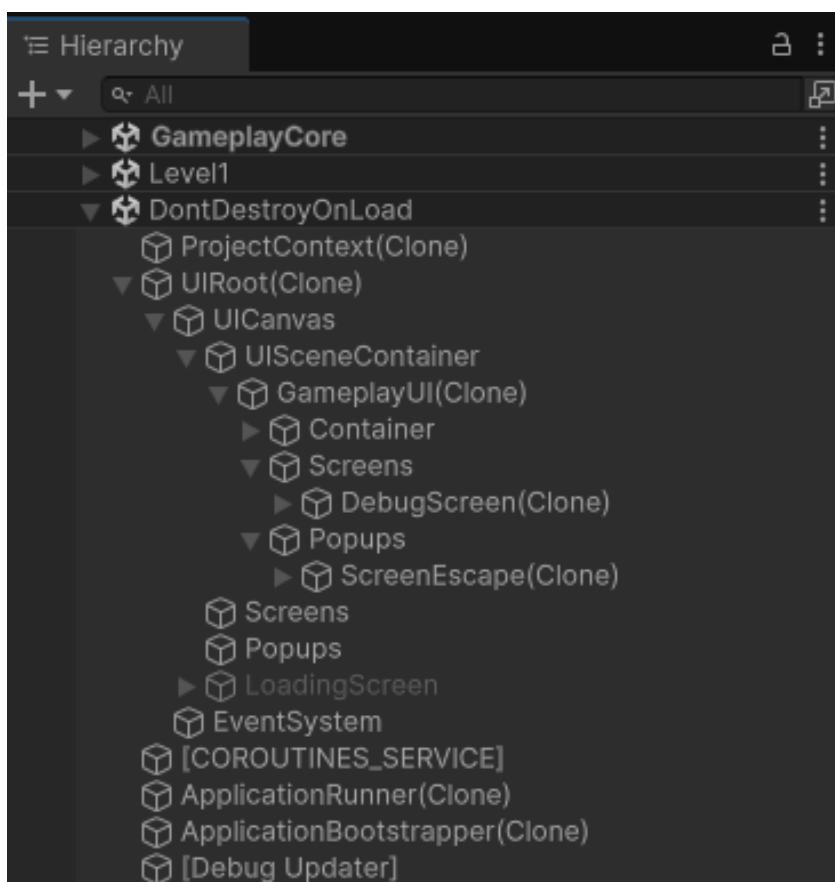 Hierarchy
All
GameplayCore
Level1
DontDestroyOnLoad
ProjectContext(Clone)
UIRoot(Clone)
UICanvas
UISceneContainer
GameplayUI(Clone)
Container
Screens
DebugScreen(Clone)
Popups
ScreenEscape(Clone)
Screens
Popups
LoadingScreen
EventSystem
[COROUTINES_SERVICE]
ApplicationRunner(Clone)
ApplicationBootstrapper(Clone)
[Debug Updater]